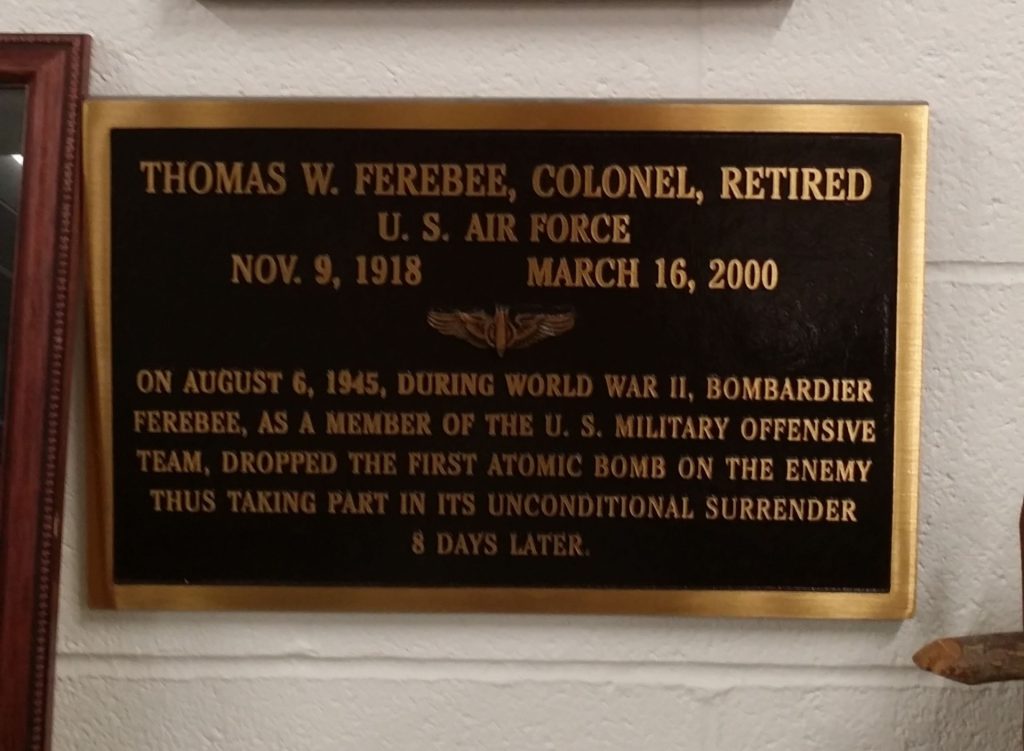 THOMAS W. FEREBEE, COLONEL, RETIRED
U. S. AIR FORCE
NOV. 9, 1918 MARCH 16, 2000
ON AUGUST 6, 1945, DURING WORLD WAR II, BOMBARDIER
FEREBEE, AS A MEMBER OF THE U. S. MILITARY OFFENSIVE
TEAM, DROPPED THE FIRST ATOMIC BOMB ON THE ENEMY
THUS TAKING PART IN ITS UNCONDITIONAL SURRENDER
8 DAYS LATER.